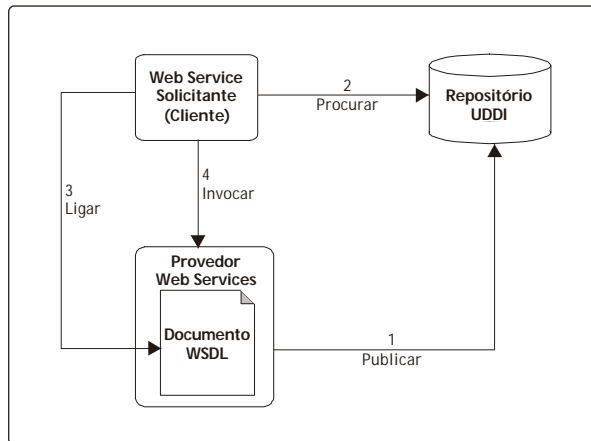 Web Service
Solicitante
(Cliente)
2
Procurar
Repositório
UDDI
3
Ligar
4
Invocar
Provedor
Web Services
Documento
WSDL
1
Publicar